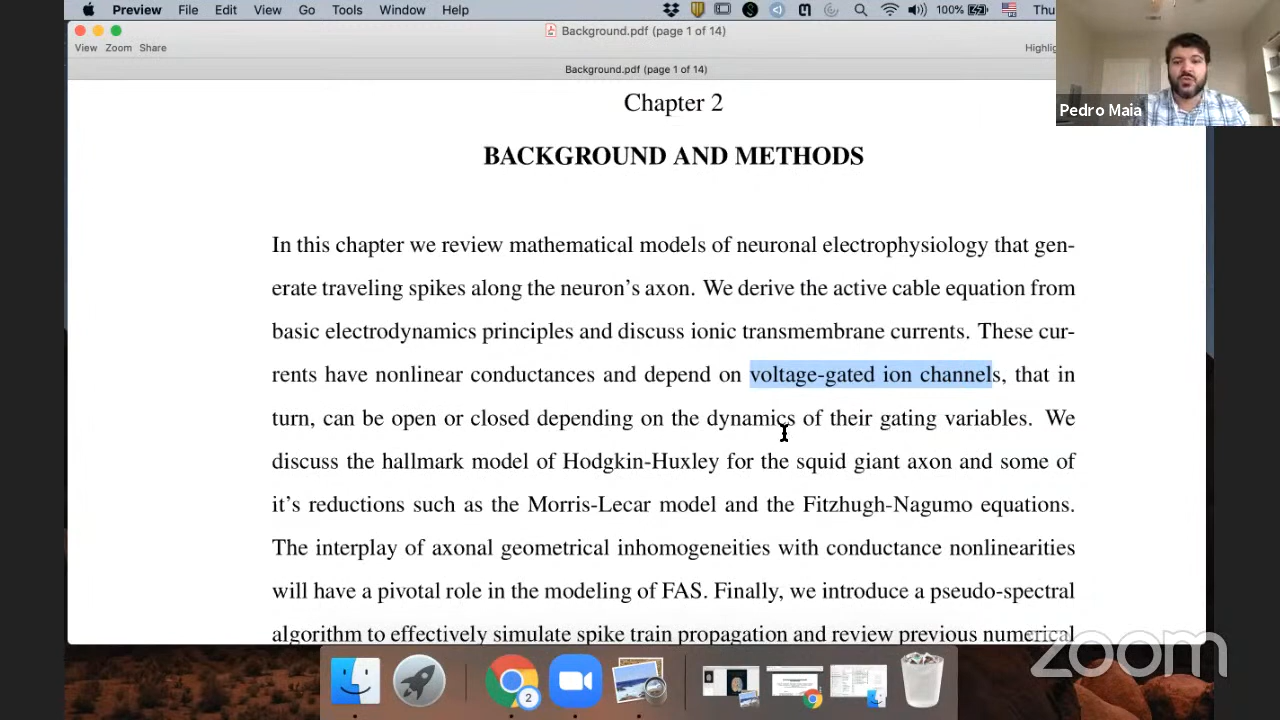 Preview File Edit View Go Tools Window Help 100% Thu
Background.pdf (page 1 of 14)
View Zoom Share
Background.pdf (page 1 of 14)
Pedro Maia
Chapter 2
BACKGROUND AND METHODS
In this chapter we review mathematical models of neuronal electrophysiology that gen-
erate traveling spikes along the neuron's axon. We derive the active cable equation from
basic electrodynamics principles and discuss ionic transmembrane currents. These cur-
rents have nonlinear conductances and depend on voltage-gated ion channels, that in
turn, can be open or closed depending on the dynamics of their gating variables. We
discuss the hallmark model of Hodgkin-Huxley for the squid giant axon and some of
it's reductions such as the Morris-Lecar model and the Fitzhugh-Nagumo equations.
The interplay of axonal geometrical inhomogeneities with conductance nonlinearities
will have a pivotal role in the modeling of FAS. Finally, we introduce a pseudo-spectral
algorithm to effectively simulate spike train propagation and review previous numerical
zoom
2